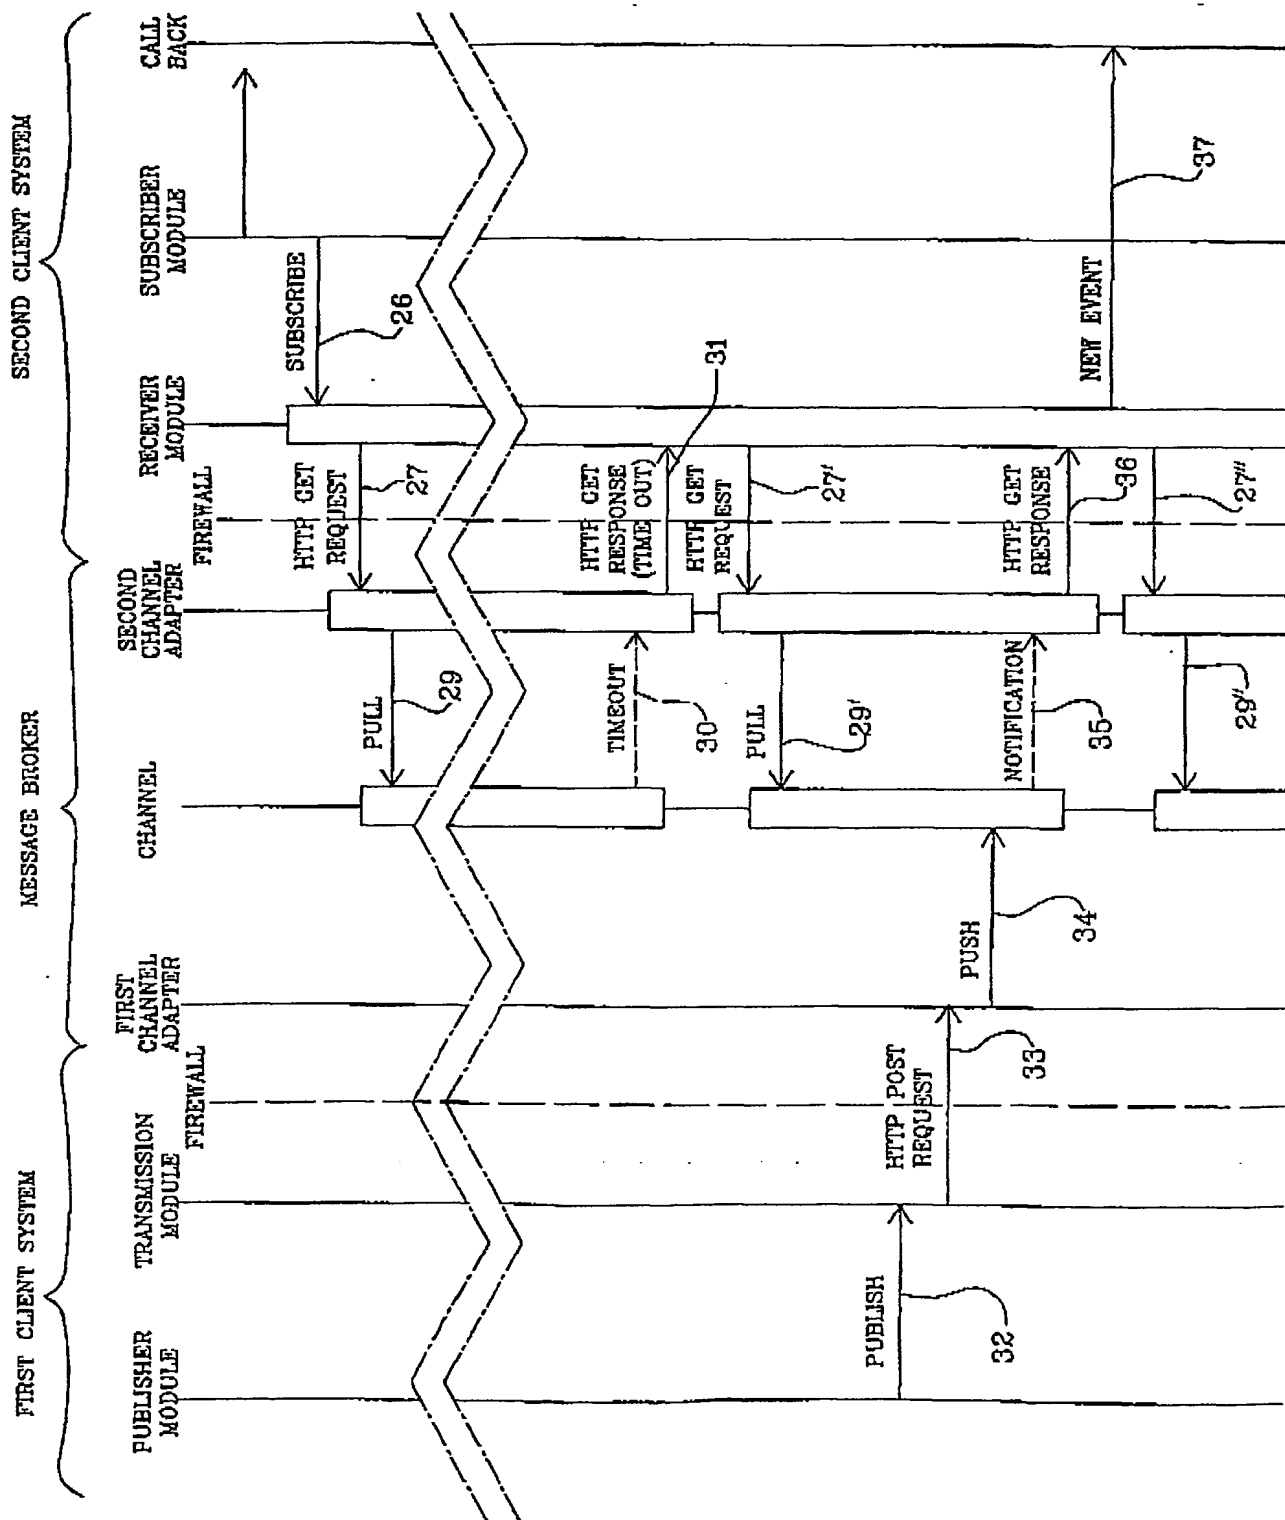 FIRST CLIENT SYSTEM
MESSAGE BROKER
SECOND CLIENT SYSTEM
PUBLISHER
MODULE
TRANSMISSION
MODULE
FIREWALL
FIRST
CHANNEL
ADAPTER
CHANNEL
SECOND
CHANNEL
ADAPTER
FIREWALL
RECEIVER
MODULE
SUBSCRIBER
MODULE
CALL
BACK
SUBSCRIBE
26
HTTP GET
REQUEST
27
PULL
29
TIMEOUT
30
HTTP GET
RESPONSE
(TIME OUT)
31
HTTP GET
REQUEST
27'
PULL
29'
PUBLISH
32
HTTP POST
REQUEST
33
PUSH
34
NOTIFICATION
35
HTTP GET
RESPONSE
36
NEW EVENT
37
27"
29"